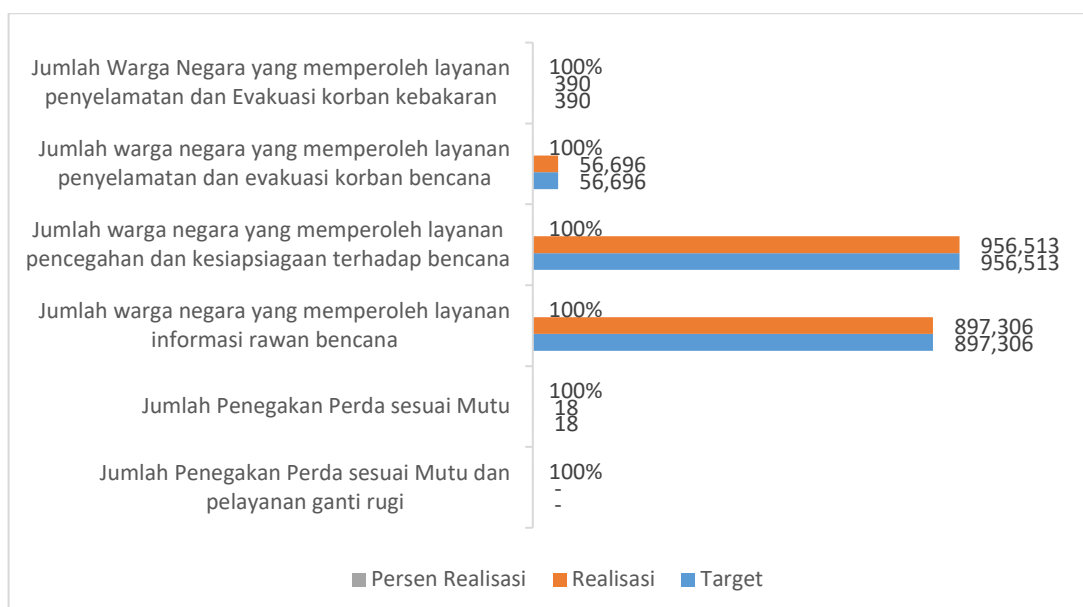 Jumlah Warga Negara yang memperoleh layanan
penyelamatan dan Evakuasi korban kebakaran
100%
390
390
Jumlah warga negara yang memperoleh layanan
penyelamatan dan evakuasi korban bencana
100%
56,696
56,696
Jumlah warga negara yang memperoleh layanan
pencegahan dan kesiapsiagaan terhadap bencana
100%
956,513
956,513
Jumlah warga negara yang memperoleh layanan
informasi rawan bencana
100%
897,306
897,306
Jumlah Penegakan Perda sesuai Mutu
100%
18
18
Jumlah Penegakan Perda sesuai Mutu dan
pelayanan ganti rugi
100%
-
-
Persen Realisasi Realisasi Target